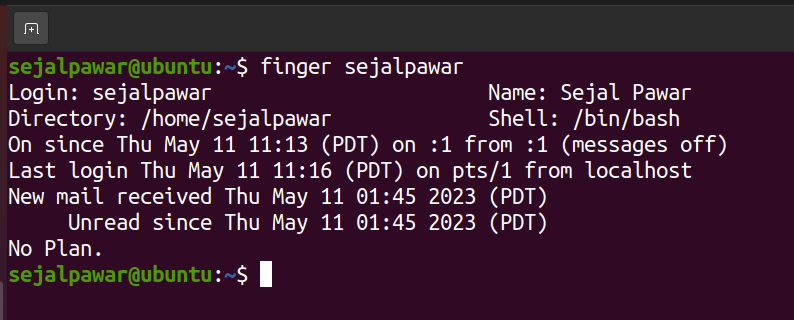 sejalpawar@ubuntu:~$ finger sejalpawar
Login: sejalpawar                       Name: Sejal Pawar
Directory: /home/sejalpawar             Shell: /bin/bash
On since Thu May 11 11:13 (PDT) on :1 from :1 (messages off)
Last login Thu May 11 11:16 (PDT) on pts/1 from localhost
New mail received Thu May 11 01:45 2023 (PDT)
     Unread since Thu May 11 01:45 2023 (PDT)
No Plan.
sejalpawar@ubuntu:~$